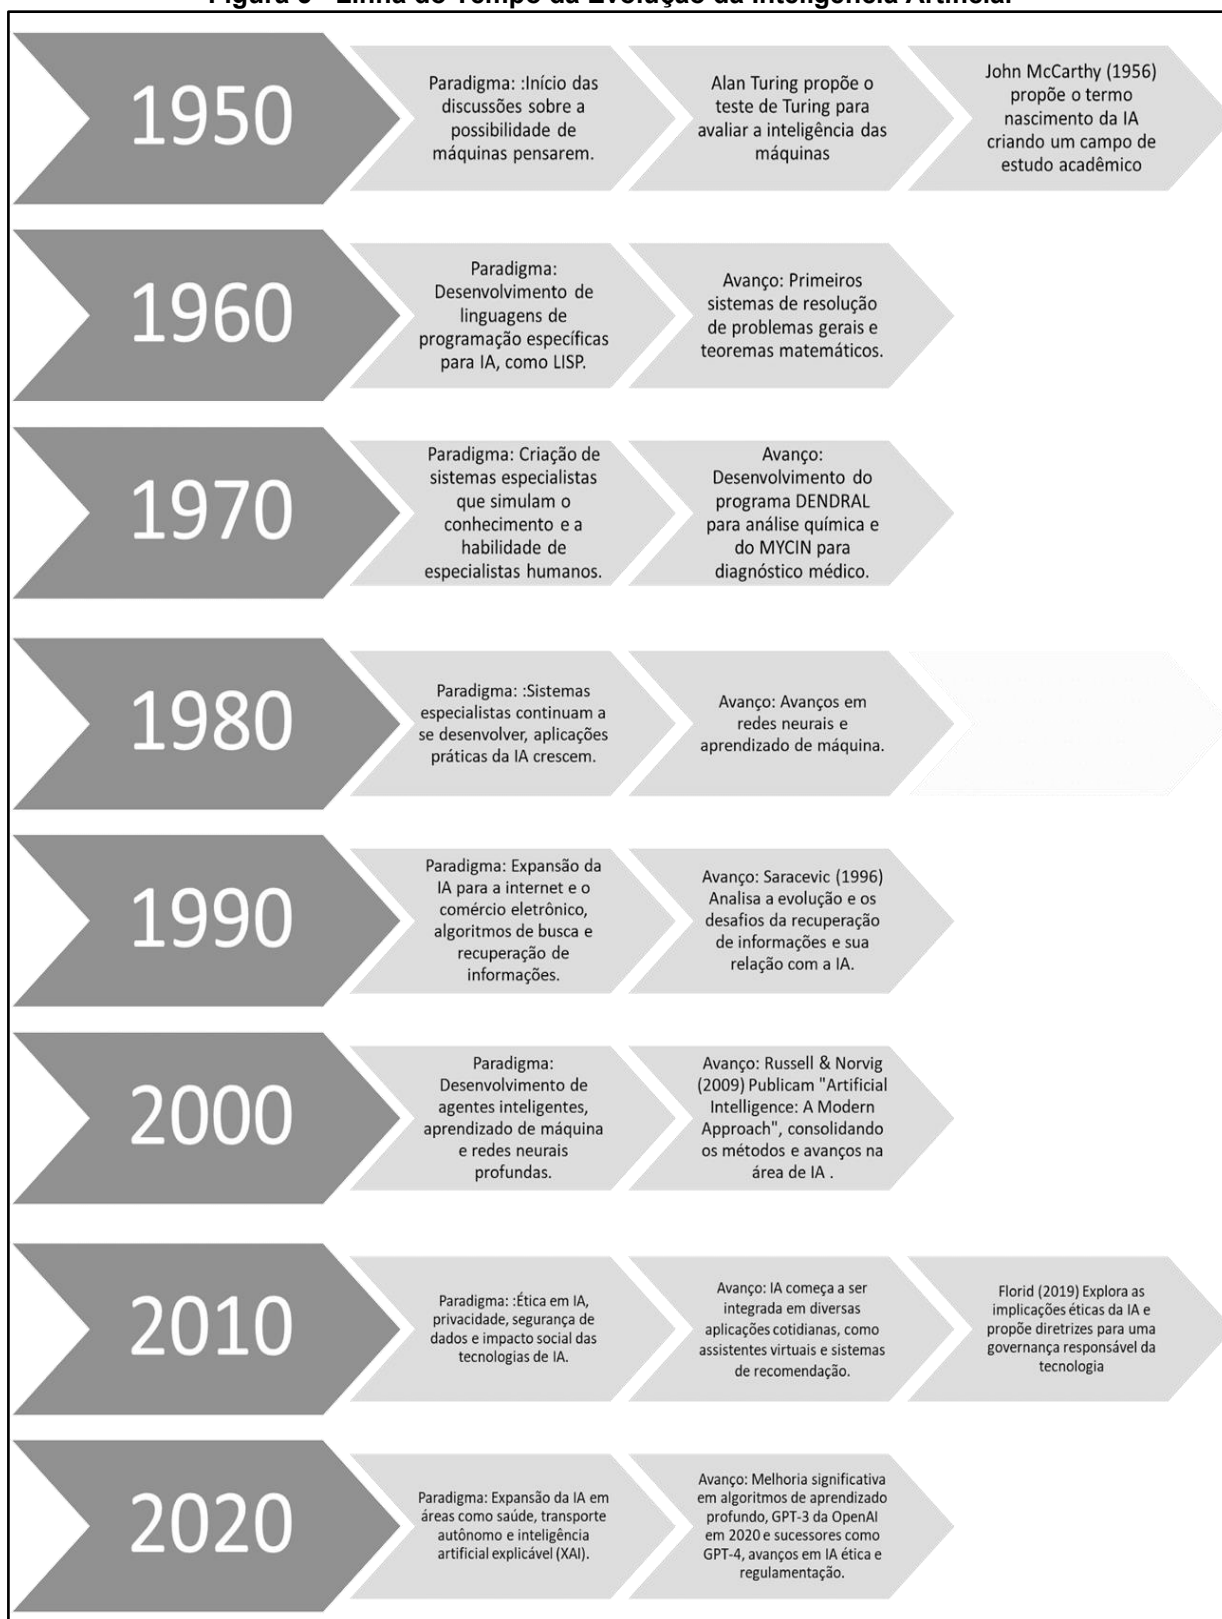 1950
Paradigma: :Início das
discussões sobre a
possibilidade de
máquinas pensarem.
Alan Turing propõe o
teste de Turing para
avaliar a inteligência das
máquinas
John McCarthy (1956)
propõe o termo
nascimento da IA
criando um campo de
estudo acadêmico
1960
Paradigma:
Desenvolvimento de
linguagens de
programação específicas
para IA, como LISP.
Avanço: Primeiros
sistemas de resolução
de problemas gerais e
teoremas matemáticos.
1970
Paradigma: Criação de
sistemas especialistas
que simulam o
conhecimento e a
habilidade de
especialistas humanos.
Avanço:
Desenvolvimento do
programa DENDRAL
para análise química e
do MYCIN para
diagnóstico médico.
1980
Paradigma: :Sistemas
especialistas continuam a
se desenvolver, aplicações
práticas da IA crescem.
Avanço: Avanços em
redes neurais e
aprendizado de máquina.
1990
Paradigma: Expansão da
IA para a internet e o
comércio eletrônico,
algoritmos de busca e
recuperação de
informações.
Avanço: Saracevic (1996)
Analisa a evolução e os
desafios da recuperação
de informações e sua
relação com a IA.
2000
Paradigma:
Desenvolvimento de
agentes inteligentes,
aprendizado de máquina
e redes neurais
profundas.
Avanço: Russell & Norvig
(2009) Publicam "Artificial
Intelligence: A Modern
Approach", consolidando
os métodos e avanços na
área de IA .
2010
Paradigma: :Ética em IA,
privacidade, segurança de
dados e impacto social das
tecnologias de IA.
Avanço: IA começa a ser
integrada em diversas
aplicações cotidianas, como
assistentes virtuais e sistemas
de recomendação.
Florid (2019) Explora as
implicações éticas da IA e
propõe diretrizes para uma
governança responsável da
tecnologia
2020
Paradigma: Expansão da IA em
áreas como saúde, transporte
autônomo e inteligência
artificial explicável (XAI).
Avanço: Melhoria significativa
em algoritmos de aprendizado
profundo, GPT-3 da OpenAI
em 2020 e sucessores como
GPT-4, avanços em IA ética e
regulamentação.